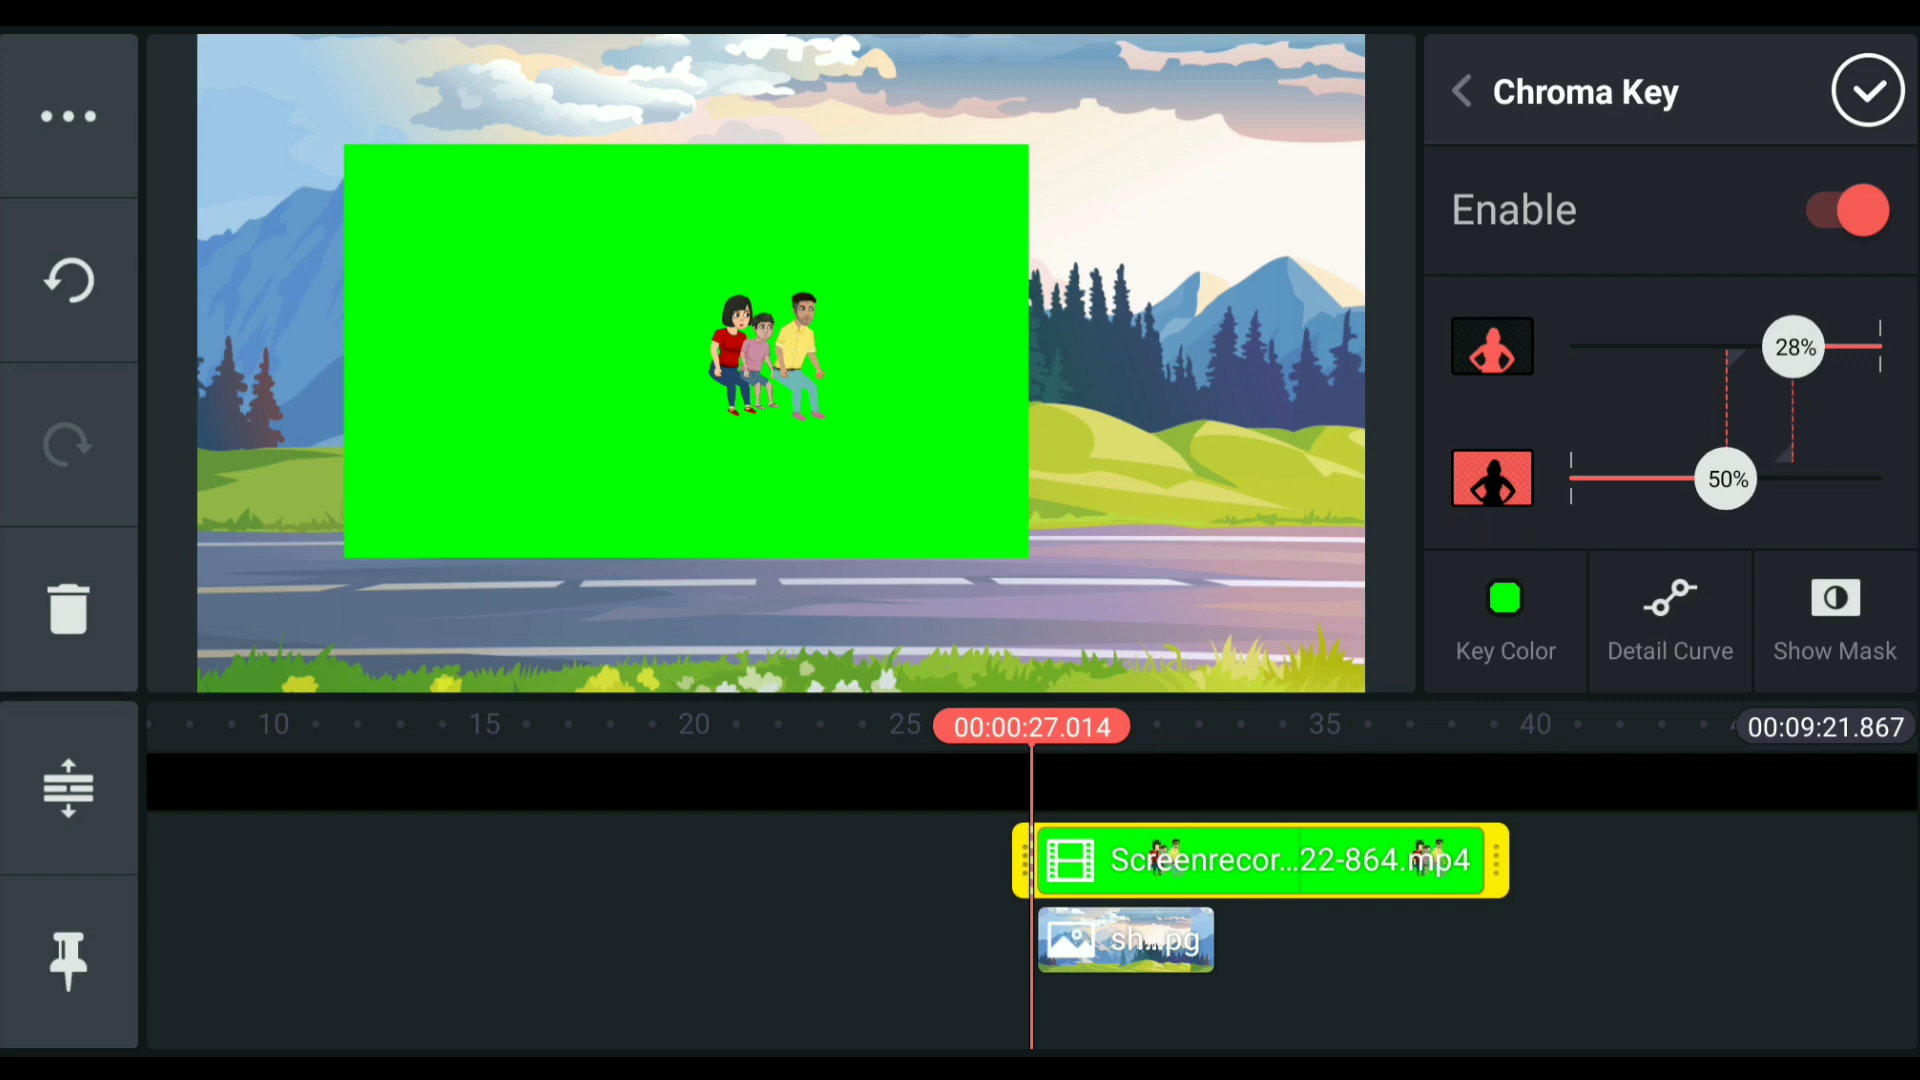 Chroma Key
Enable
28%
50%
Key Color
Detail Curve
Show Mask
10
15
20
25
00:00:27.014
35
40
00:09:21.867
Screenrecor...22-864.mp4
sh...pg